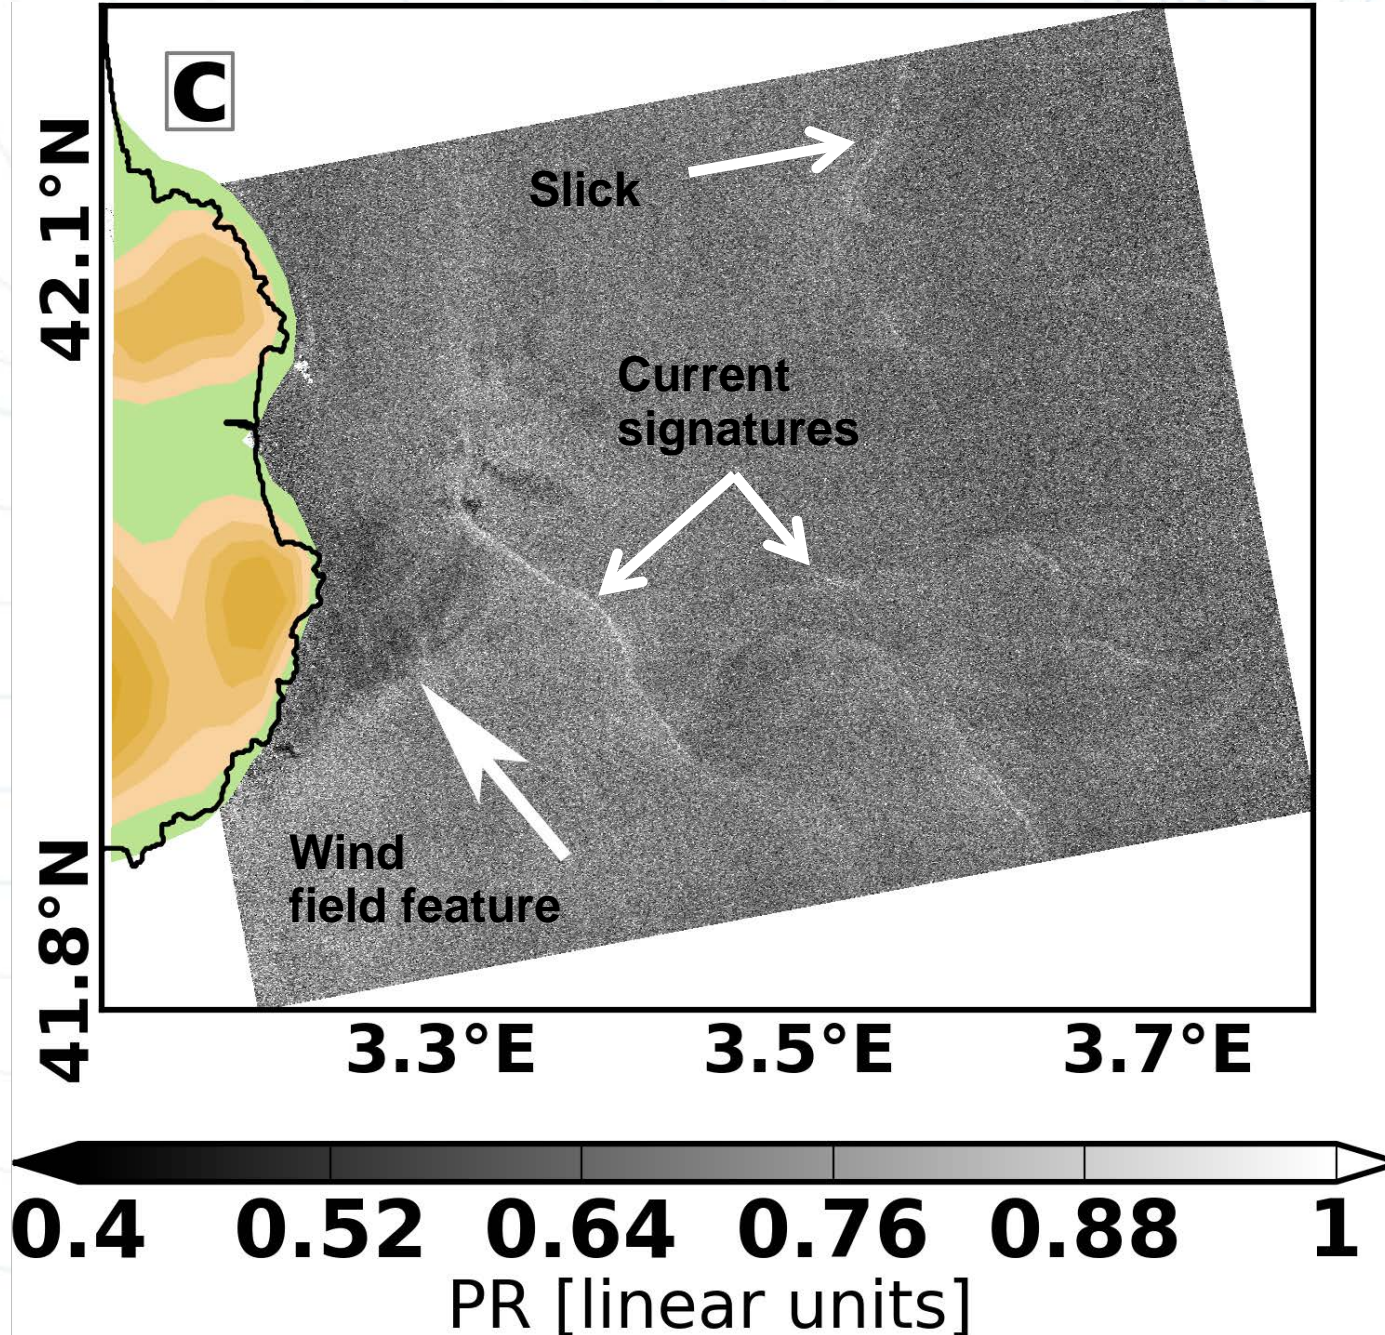 c
42.1°N
Slick
Current
signatures
Wind
field feature
41.8°N
3.3°E 3.5°E 3.7°E
0.4 0.52 0.64 0.76 0.88 1
PR [linear units]